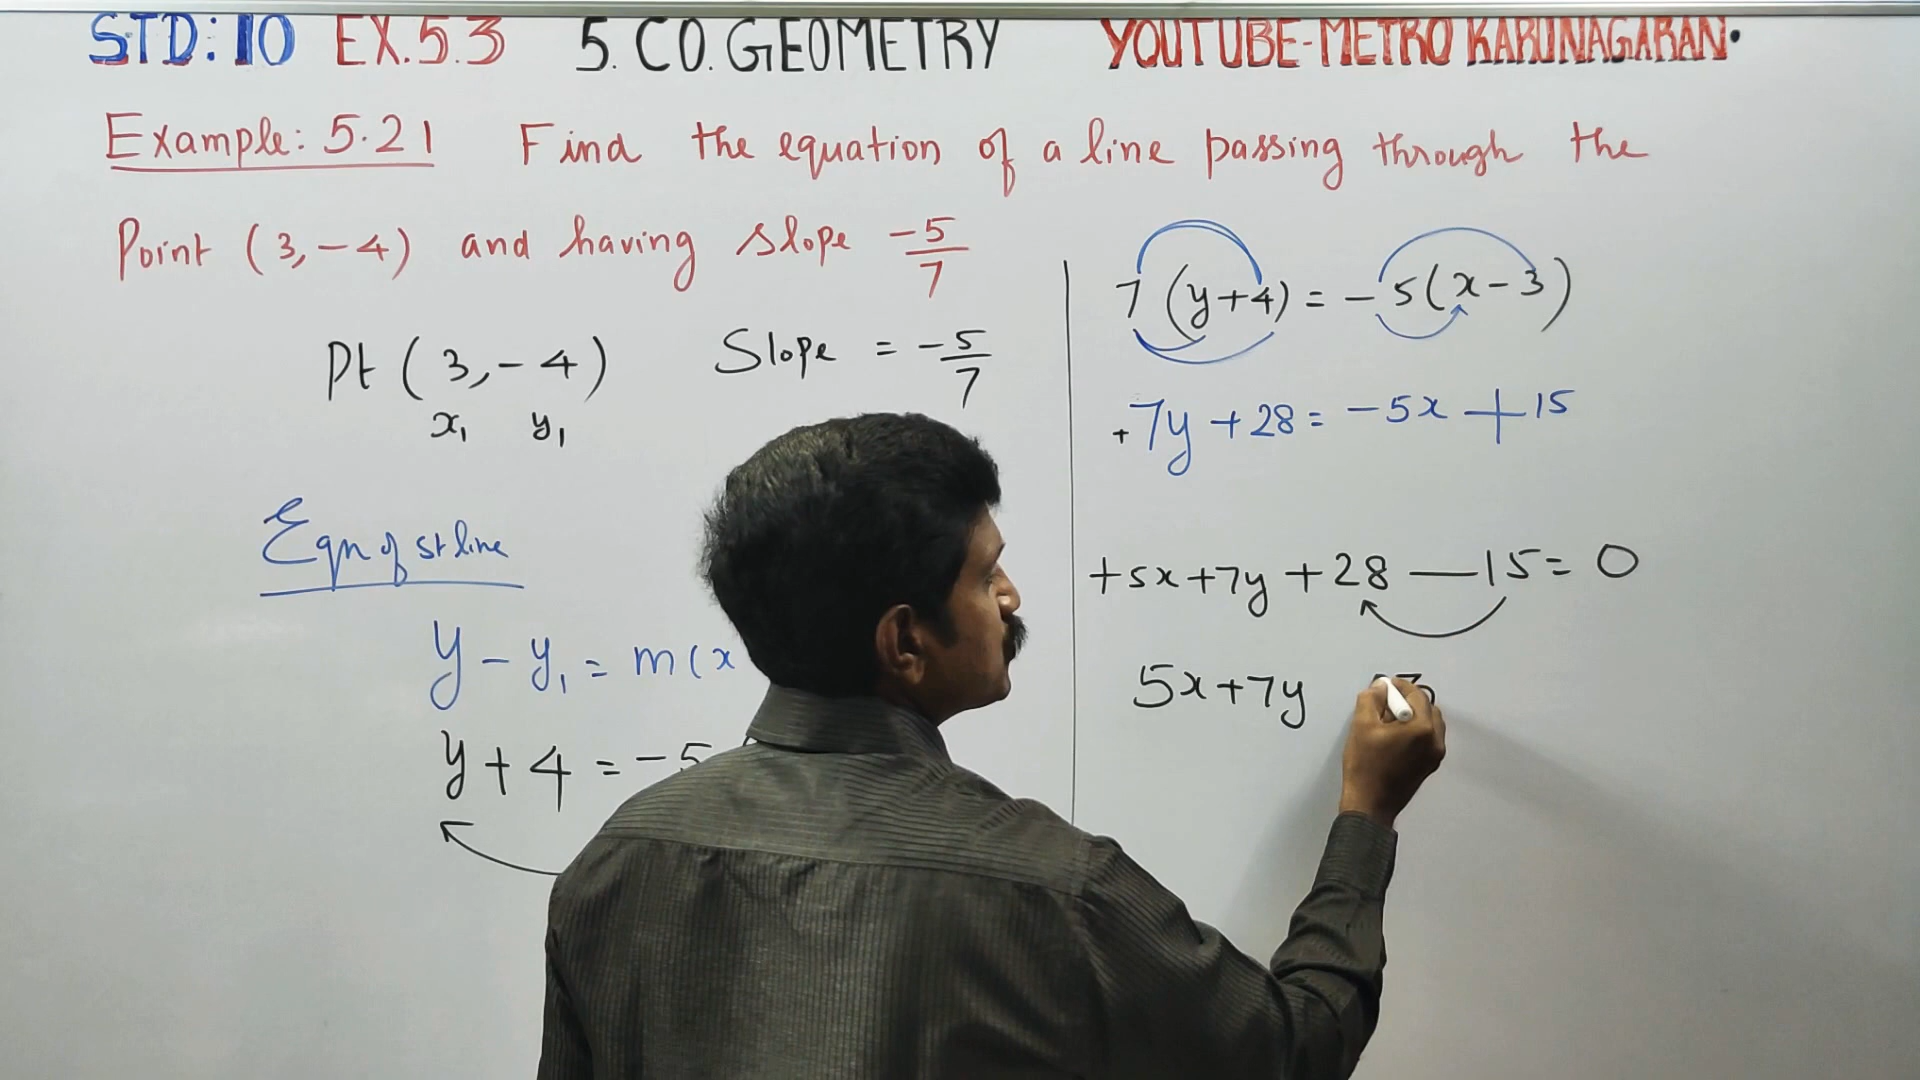 STD: 10 EX.5.3 5. CO. GEOMETRY YOUTUBE-METRO KARUNAGARAN.
Example: 5.21 Find the equation of a line passing through the
Point (3, -4) and having slope -5/7
Pt (3, -4) Slope = -5/7
x₁ y₁
Eqn of st line
y - y₁ = m(x
y + 4 = -5
7(y+4) = -5(x-3)
+7y +28 = -5x +15
+5x+7y +28 - 15 = 0
5x+7y